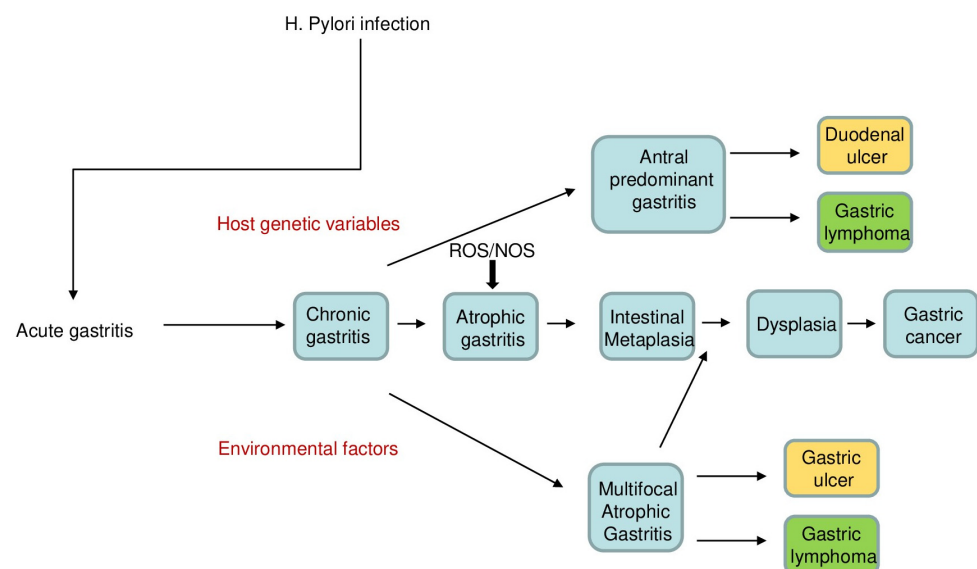 H. Pylori infection
Duodenal
ulcer
Antral
predominant
gastritis
Host genetic variables
Gastric
lymphoma
ROS/NOS
Acute gastritis
Chronic
gastritis
Atrophic
gastritis
Intestinal
Metaplasia
Dysplasia
Gastric
cancer
Environmental factors
Gastric
ulcer
Multifocal
Atrophic
Gastritis
Gastric
lymphoma